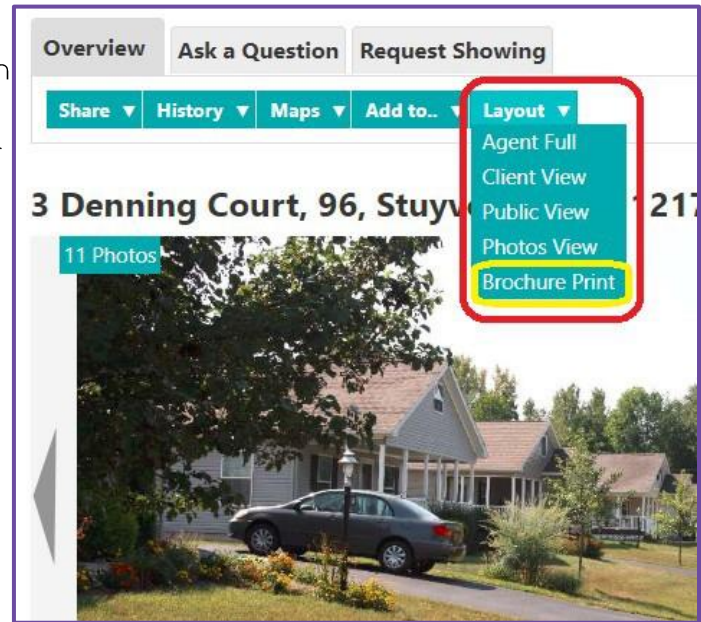 Overview Ask a Question Request Showing
Share ▼ History ▼ Maps ▼ Add to.. ▼ Layout ▼
Agent Full
Client View
3 Denning Court, 96, Public View
11 Photos Photos View
Brochure Print